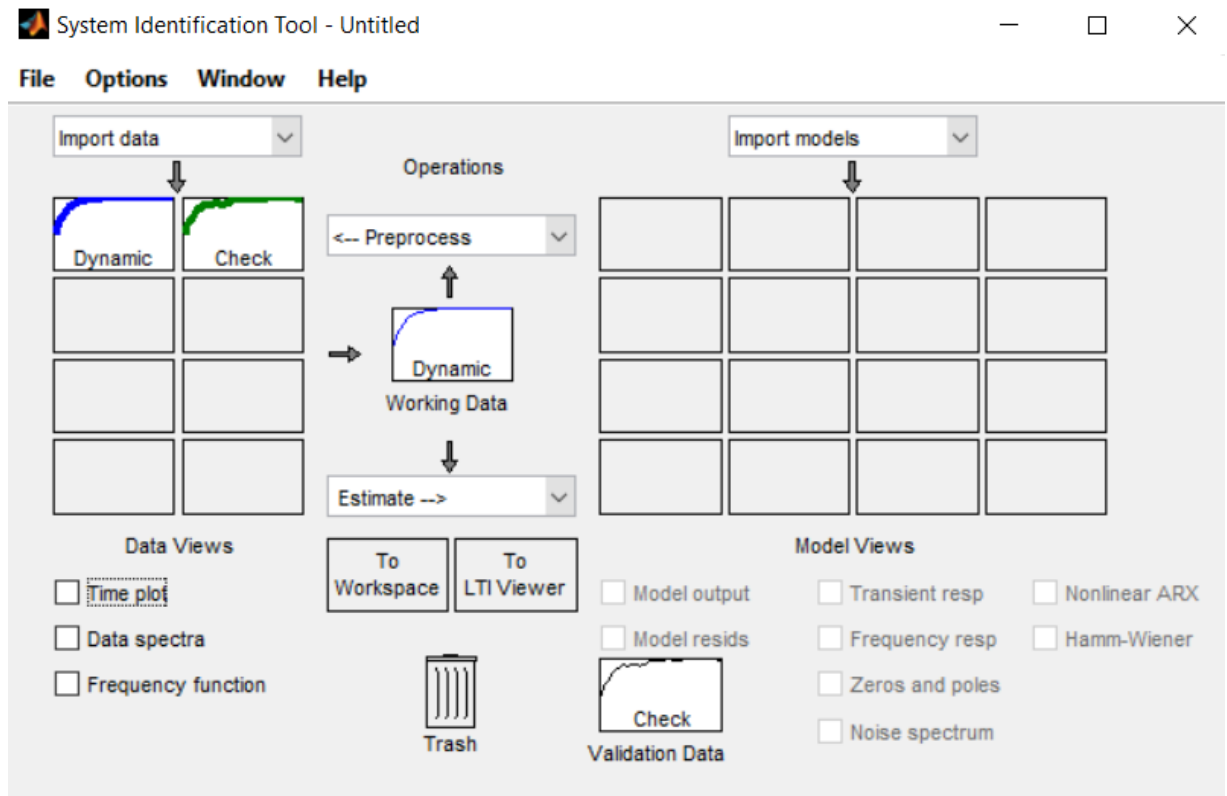 System Identification Tool - Untitled
File Options Window Help
Import data
Operations
Import models
Dynamic
Check
<-- Preprocess
Dynamic
Working Data
Estimate -->
Data Views
To
Workspace
To
LTI Viewer
Model Views
Time plot
Data spectra
Frequency function
Model output
Transient resp
Nonlinear ARX
Model resids
Frequency resp
Hamm-Wiener
Zeros and poles
Noise spectrum
Trash
Check
Validation Data